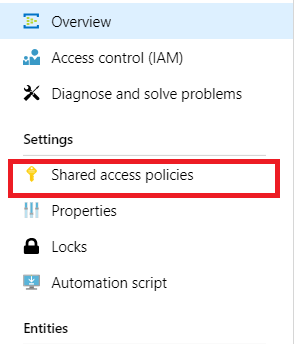 Overview
Access control (IAM)
Diagnose and solve problems
Settings
Shared access policies
Properties
Locks
Automation script
Entities